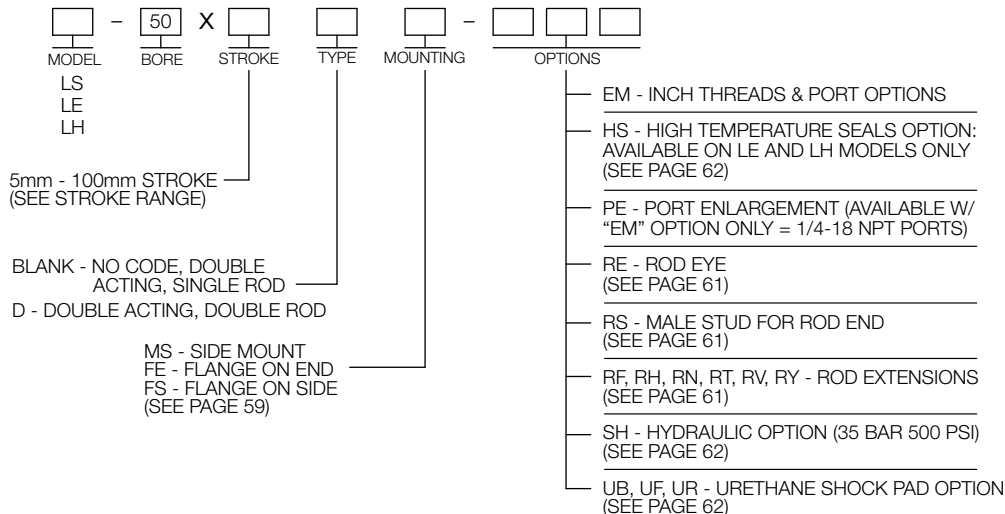 – 50 X –
MODEL BORE STROKE TYPE MOUNTING OPTIONS
LS
LE
LH
5mm - 100mm STROKE
(SEE STROKE RANGE)
BLANK - NO CODE, DOUBLE
ACTING, SINGLE ROD
D - DOUBLE ACTING, DOUBLE ROD
MS - SIDE MOUNT
FE - FLANGE ON END
FS - FLANGE ON SIDE
(SEE PAGE 59)
EM - INCH THREADS & PORT OPTIONS
HS - HIGH TEMPERATURE SEALS OPTION:
AVAILABLE ON LE AND LH MODELS ONLY
(SEE PAGE 62)
PE - PORT ENLARGEMENT (AVAILABLE W/
“EM” OPTION ONLY = 1/4-18 NPT PORTS)
RE - ROD EYE
(SEE PAGE 61)
RS - MALE STUD FOR ROD END
(SEE PAGE 61)
RF, RH, RN, RT, RV, RY - ROD EXTENSIONS
(SEE PAGE 61)
SH - HYDRAULIC OPTION (35 BAR 500 PSI)
(SEE PAGE 62)
UB, UF, UR - URETHANE SHOCK PAD OPTION
(SEE PAGE 62)